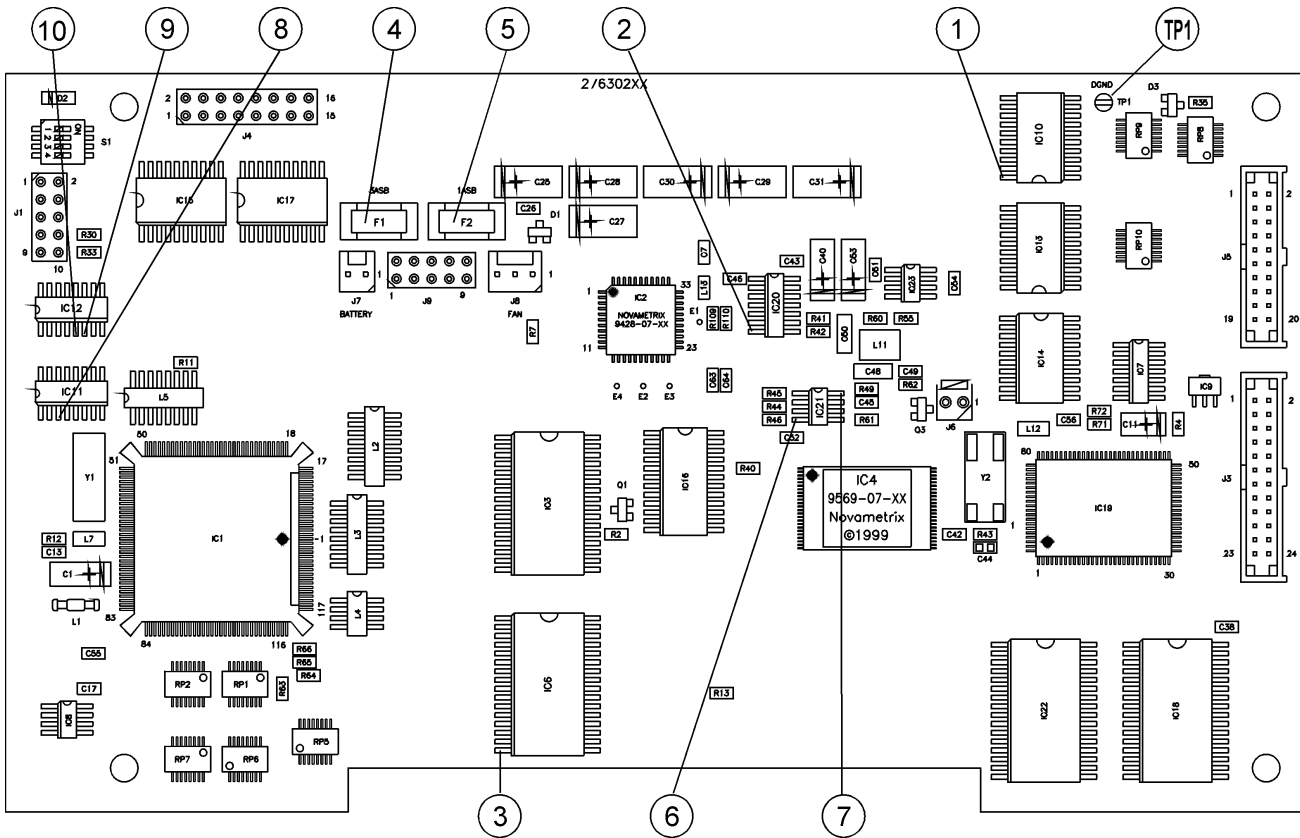 10 9 8 4 5 2 1 TP1
2/6302XX
DGND
D3
D2
2 16
1 15
J4
TP1
R35
ON
1 2 3 4
S1
IC10
RP9
RP8
1 2
J1
9
10
R30
R33
IC17
3ASB
F1
1ASB
F2
C25
C28
C30
C29
C31
C26
D1
C27
IC13
RP10
1 2
J5
19 20
IC12
J7
1
BATTERY
1 9
J9
J8
1
FAN
R7
C7
L13
C46
C43
C40
C53
C51
IC23
C54
1
33
IC2
NOVAMETRIX
9428-07-XX
11
23
E1
R109
R110
IC20
R41
R42
C50
R60
R55
L11
IC14
IC7
IC9
R11
IC11
L5
E4
E2
E3
C63
C64
C48
C49
R62
R45
R44
R46
IC21
R49
C45
R61
C52
Q3
J6
1
L12
C56
R72
R71
C11
R4
1 2
J3
23 24
50
18
51
17
Y1
L2
IC1
-1
L3
L4
R12
L7
C13
C1
L1
83
84
116
117
IC3
Q1
R2
IC15
R40
IC4
9569-07-XX
Novametrix
©1999
C42
Y2
1
R43
C44
80
50
IC19
1
30
C55
C17
IC8
R66
R65
R64
R63
RP2
RP1
RP7
RP6
RP5
IC6
R13
C38
IC22
IC18
3 6 7